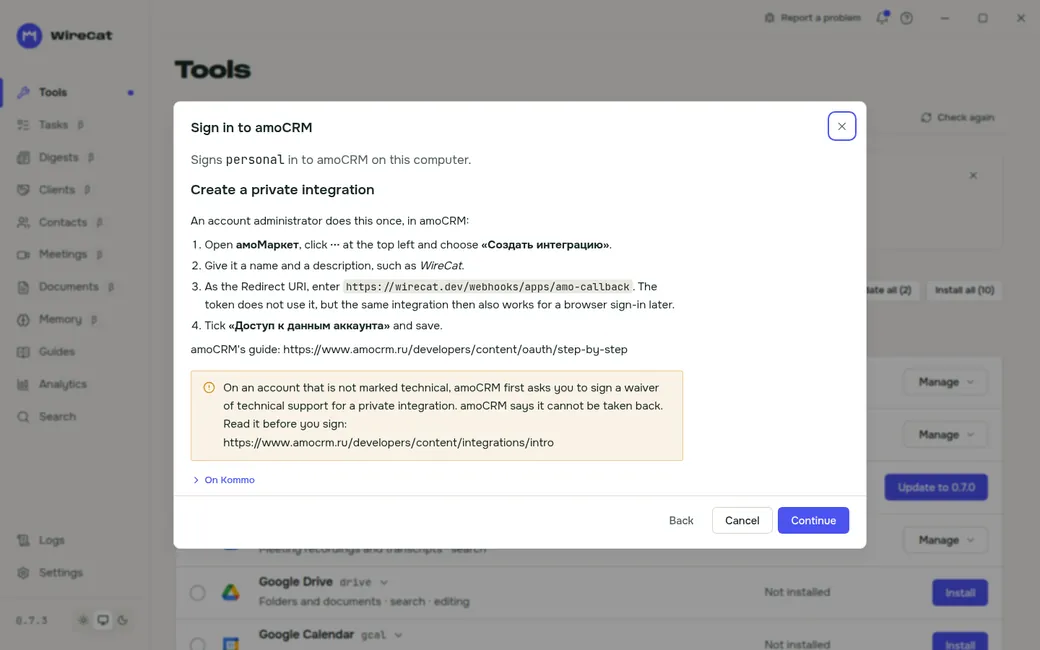 wirecat
Report a problem
Tools
Tools
Tasks β
Digests β
Clients β
Contacts β
Meetings β
Documents β
Memory β
Guides
Analytics
Search
Logs
Settings
0.7.3
Check again
Sign in to amoCRM
Signs personal in to amoCRM on this computer.
Create a private integration
An account administrator does this once, in amoCRM:
1. Open амоМаркет, click ··· at the top left and choose «Создать интеграцию».
2. Give it a name and a description, such as WireCat.
3. As the Redirect URI, enter https://wirecat.dev/webhooks/apps/amo-callback. The
token does not use it, but the same integration then also works for a browser sign-in later.
4. Tick «Доступ к данным аккаунта» and save.
amoCRM's guide: https://www.amocrm.ru/developers/content/oauth/step-by-step
On an account that is not marked technical, amoCRM first asks you to sign a waiver
of technical support for a private integration. amoCRM says it cannot be taken back.
Read it before you sign:
https://www.amocrm.ru/developers/content/integrations/intro
On Kommo
Back
Cancel
Continue
all (2)
Install all (10)
Manage
Manage
Update to 0.7.0
Manage
Meeting recordings and transcripts · search
Google Drive drive
Folders and documents · search · editing
Not installed
Install
Google Calendar gcal
Not installed
Install